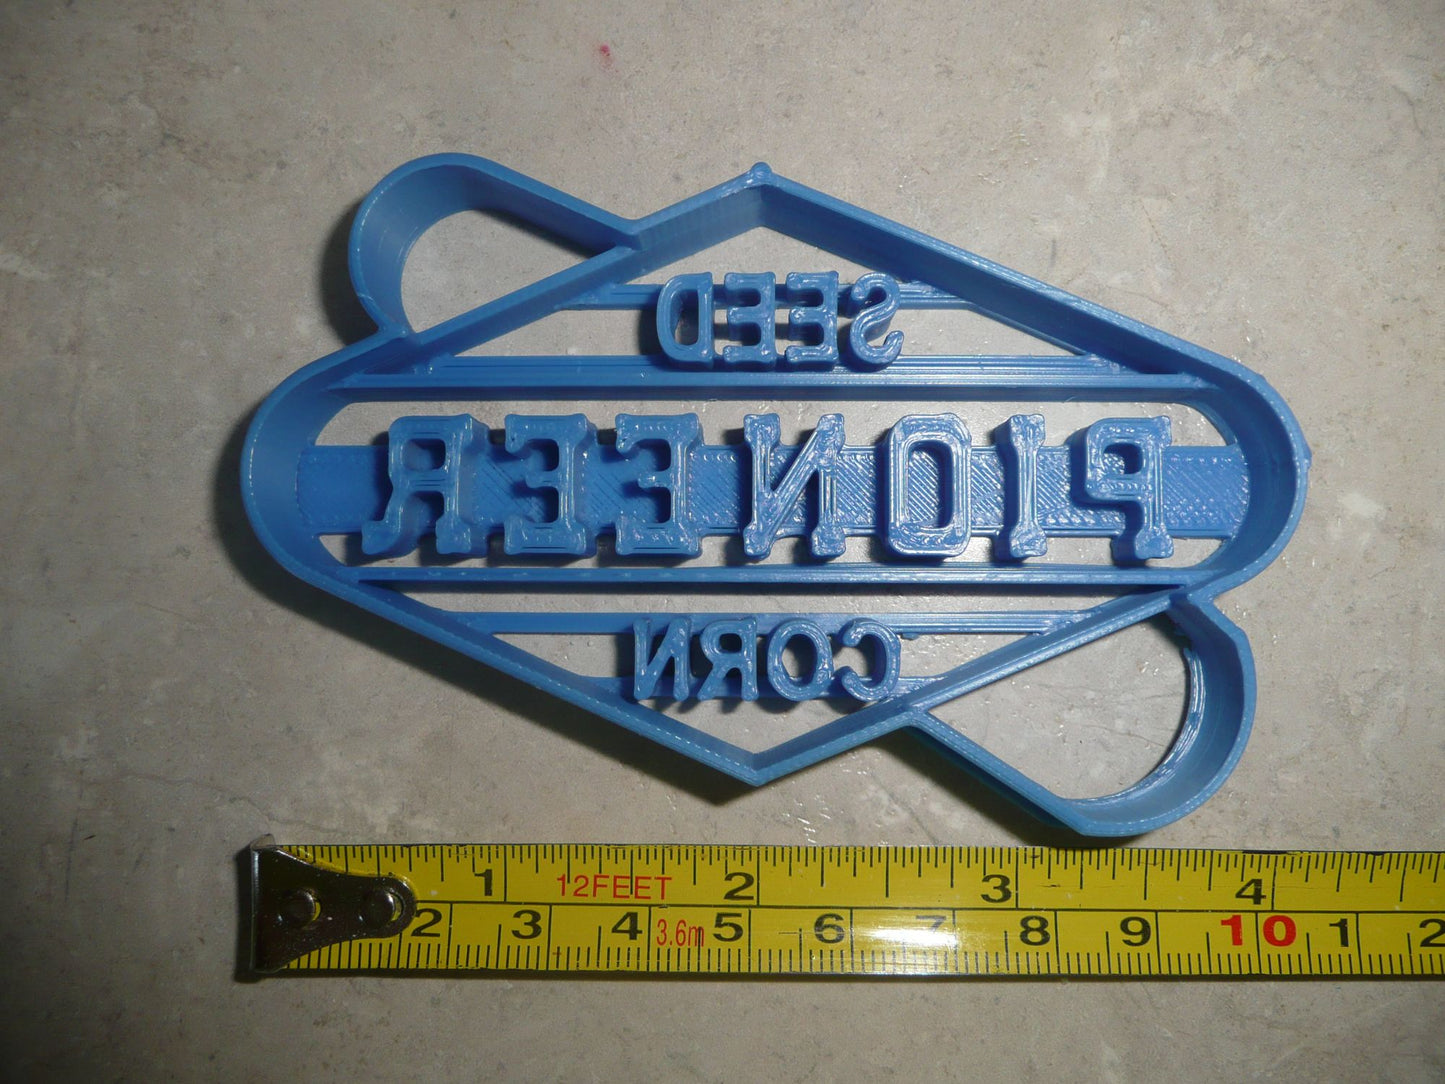 SEED
PIONEER
CORN
1 12FEET 2 3 4
2 3 4 3.6m 5 6 7 8 9 10 1 2